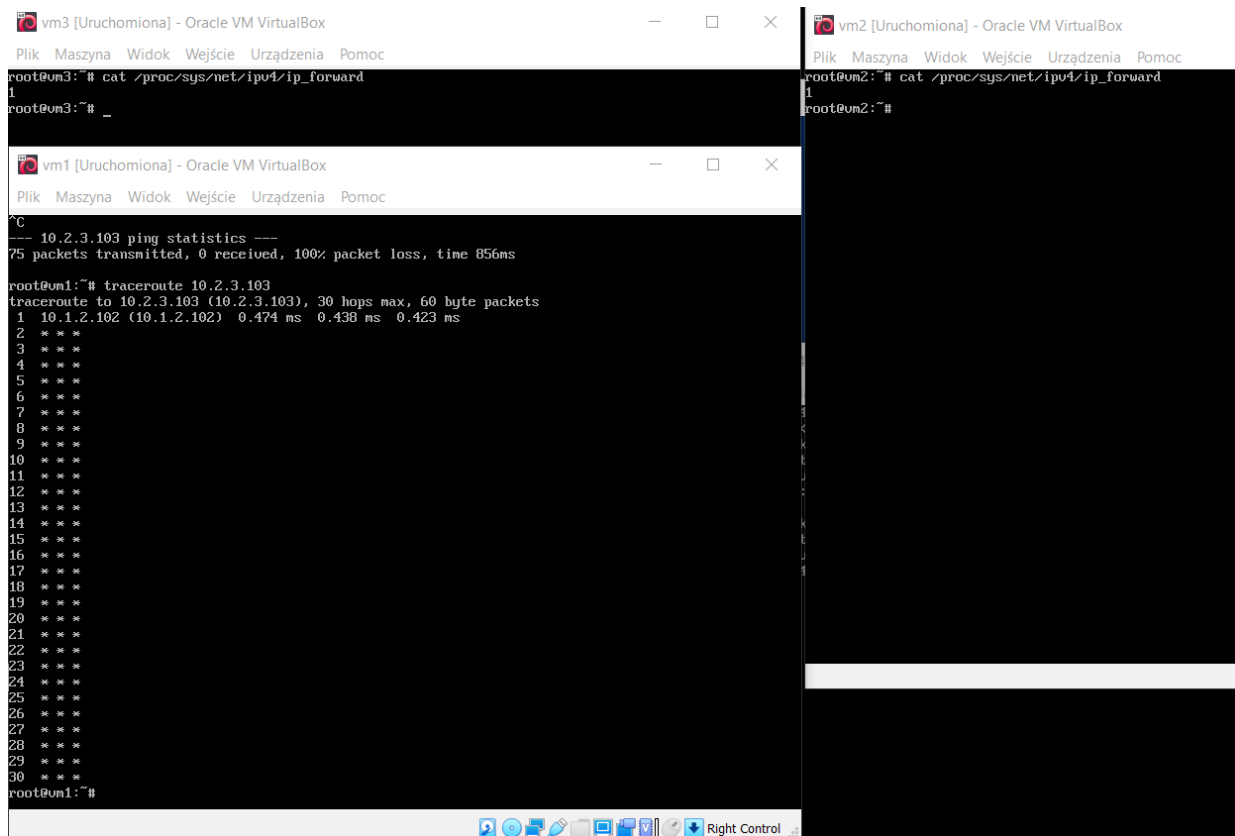 vm3 [Uruchomiona] - Oracle VM VirtualBox
Plik Maszyna Widok Wejście Urządzenia Pomoc
root@vm3:~# cat /proc/sys/net/ipv4/ip_forward
1
root@vm3:~# _
vm1 [Uruchomiona] - Oracle VM VirtualBox
Plik Maszyna Widok Wejście Urządzenia Pomoc
^C
--- 10.2.3.103 ping statistics ---
75 packets transmitted, 0 received, 100% packet loss, time 856ms
root@vm1:~# traceroute 10.2.3.103
traceroute to 10.2.3.103 (10.2.3.103), 30 hops max, 60 byte packets
1 10.1.2.102 (10.1.2.102) 0.474 ms 0.438 ms 0.423 ms
2 * * *
3 * * *
4 * * *
5 * * *
6 * * *
7 * * *
8 * * *
9 * * *
10 * * *
11 * * *
12 * * *
13 * * *
14 * * *
15 * * *
16 * * *
17 * * *
18 * * *
19 * * *
20 * * *
21 * * *
22 * * *
23 * * *
24 * * *
25 * * *
26 * * *
27 * * *
28 * * *
29 * * *
30 * * *
root@vm1:~#
Right Control
vm2 [Uruchomiona] - Oracle VM VirtualBox
Plik Maszyna Widok Wejście Urządzenia Pomoc
root@vm2:~# cat /proc/sys/net/ipv4/ip_forward
1
root@vm2:~#